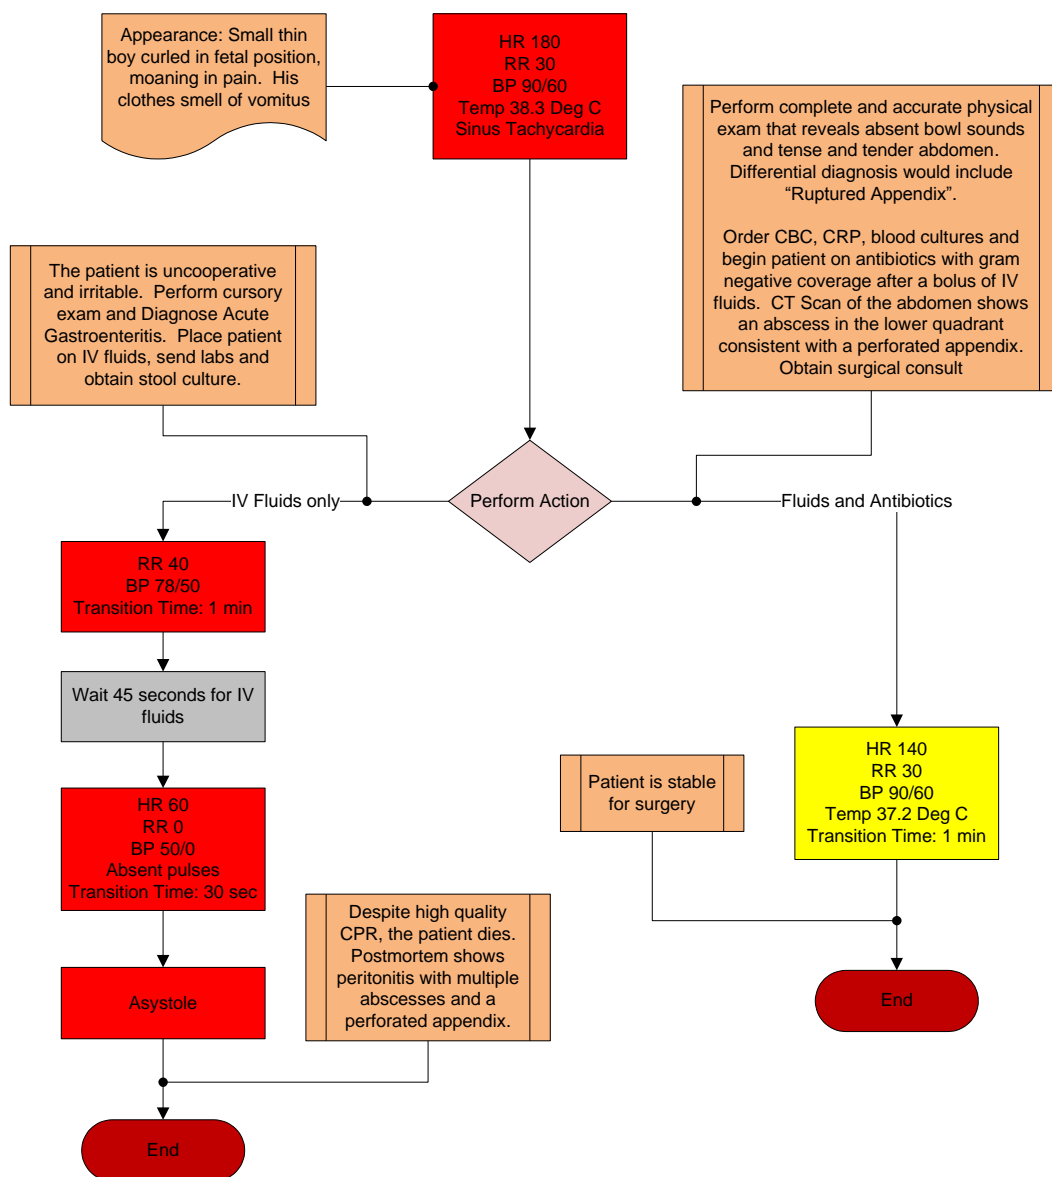 Appearance: Small thin
boy curled in fetal position,
moaning in pain.  His
clothes smell of vomitus
HR 180
RR 30
BP 90/60
Temp 38.3 Deg C
Sinus Tachycardia
Perform complete and accurate physical
exam that reveals absent bowl sounds
and tense and tender abdomen.
Differential diagnosis would include
“Ruptured Appendix”.
Order CBC, CRP, blood cultures and
begin patient on antibiotics with gram
negative coverage after a bolus of IV
fluids.  CT Scan of the abdomen shows
an abscess in the lower quadrant
consistent with a perforated appendix.
Obtain surgical consult
The patient is uncooperative
and irritable.  Perform cursory
exam and Diagnose Acute
Gastroenteritis.  Place patient
on IV fluids, send labs and
obtain stool culture.
IV Fluids only
Perform Action
Fluids and Antibiotics
RR 40
BP 78/50
Transition Time: 1 min
Wait 45 seconds for IV
fluids
HR 60
RR 0
BP 50/0
Absent pulses
Transition Time: 30 sec
Patient is stable
for surgery
HR 140
RR 30
BP 90/60
Temp 37.2 Deg C
Transition Time: 1 min
Despite high quality
CPR, the patient dies.
Postmortem shows
peritonitis with multiple
abscesses and a
perforated appendix.
Asystole
End
End